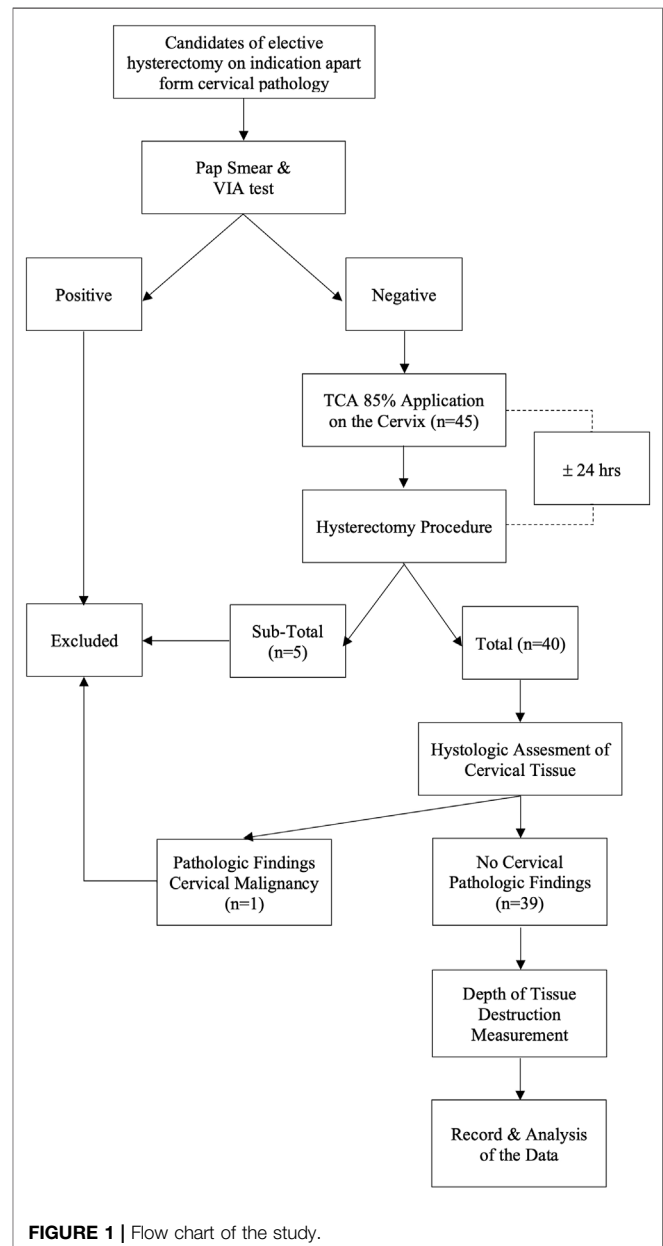 Candidates of elective
hysterectomy on indication apart
form cervical pathology
Pap Smear &
VIA test
Positive
Negative
TCA 85% Application
on the Cervix (n=45)
± 24 hrs
Hysterectomy Procedure
Excluded
Sub-Total
(n=5)
Total (n=40)
Hystologic Assesment of
Cervical Tissue
Pathologic Findings
Cervical Malignancy
(n=1)
No Cervical
Pathologic Findings
(n=39)
Depth of Tissue
Destruction
Measurement
Record & Analysis
of the Data
FIGURE 1 | Flow chart of the study.